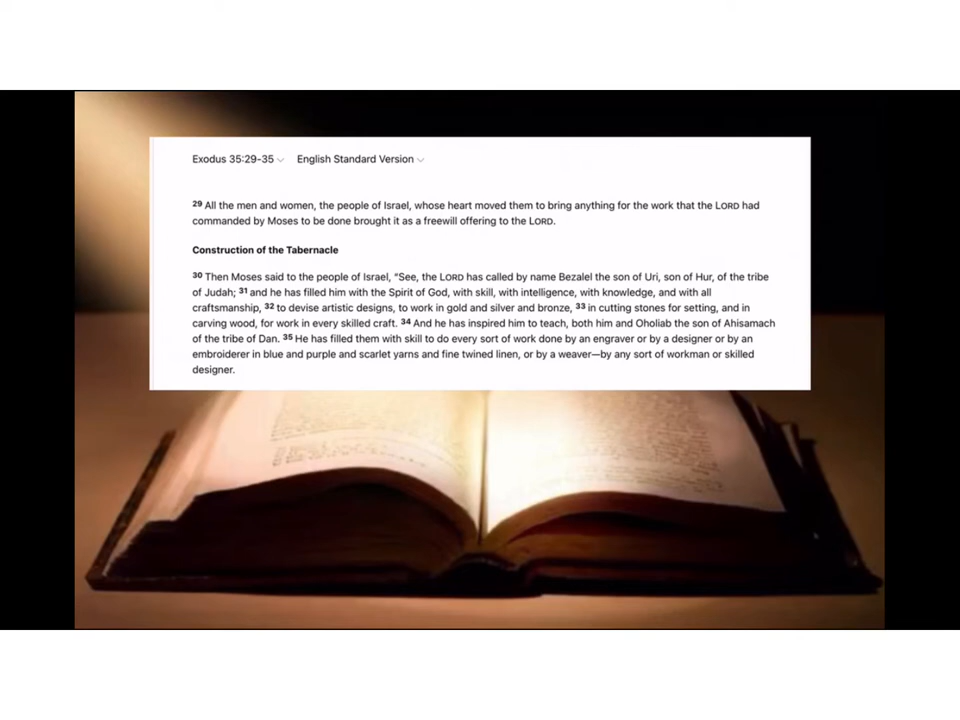 Exodus 35:29-35 English Standard Version
29 All the men and women, the people of Israel, whose heart moved them to bring anything for the work that the LORD had
commanded by Moses to be done brought it as a freewill offering to the LORD.
Construction of the Tabernacle
30 Then Moses said to the people of Israel, “See, the LORD has called by name Bezalel the son of Uri, son of Hur, of the tribe
of Judah; 31 and he has filled him with the Spirit of God, with skill, with intelligence, with knowledge, and with all
craftsmanship, 32 to devise artistic designs, to work in gold and silver and bronze, 33 in cutting stones for setting, and in
carving wood, for work in every skilled craft. 34 And he has inspired him to teach, both him and Oholiab the son of Ahisamach
of the tribe of Dan. 35 He has filled them with skill to do every sort of work done by an engraver or by a designer or by an
embroiderer in blue and purple and scarlet yarns and fine twined linen, or by a weaver—by any sort of workman or skilled
designer.